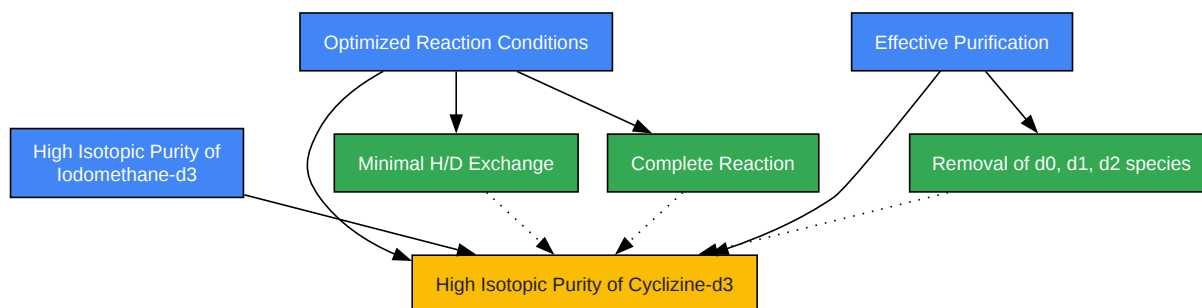 Optimized Reaction Conditions
Effective Purification
High Isotopic Purity of
Iodomethane-d3
Minimal H/D Exchange
Complete Reaction
Removal of d0, d1, d2 species
High Isotopic Purity of Cyclizine-d3